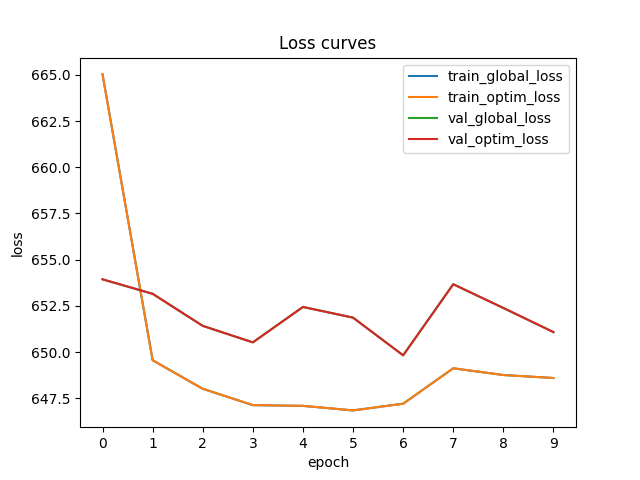 Loss curves
train_global_loss
train_optim_loss
val_global_loss
val_optim_loss
665.0
662.5
660.0
657.5
655.0
652.5
650.0
647.5
loss
0 1 2 3 4 5 6 7 8 9
epoch